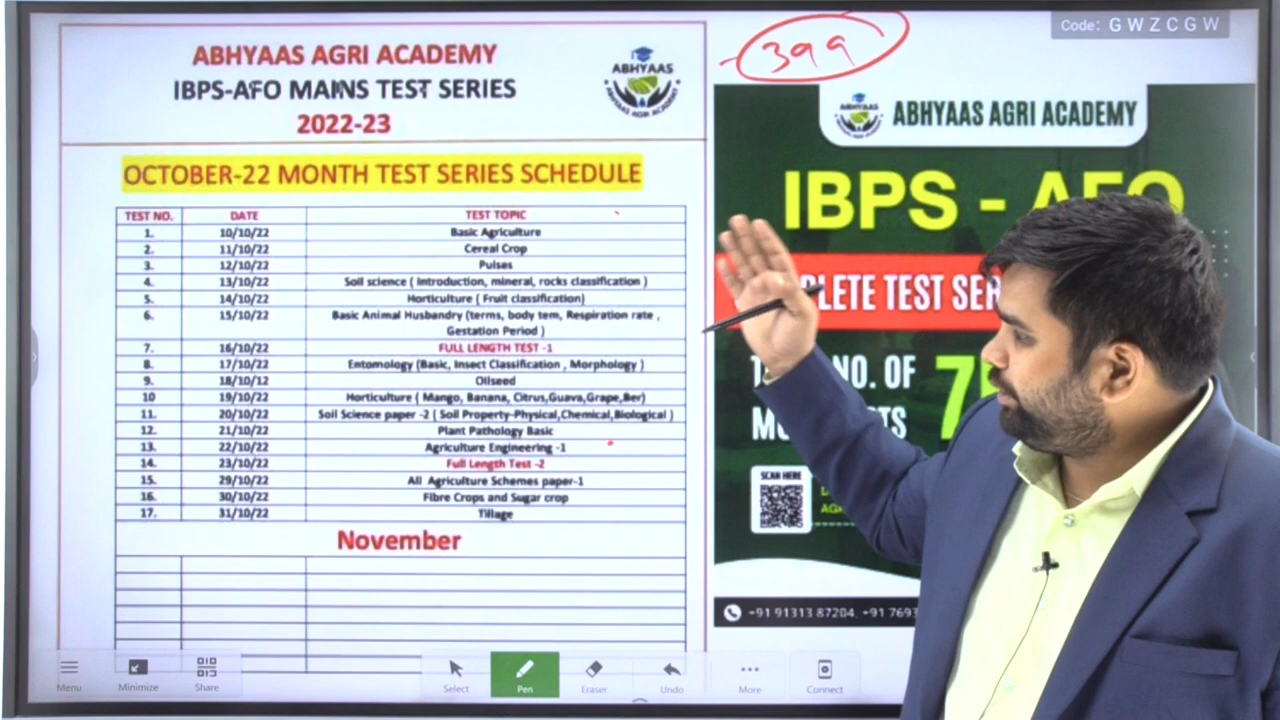 Code: GWZCGW
ABHYAAS AGRI ACADEMY
IBPS-AFO MAINS TEST SERIES
2022-23
ABHYAAS
ABHYAAS AGRI ACADEMY
OCTOBER-22 MONTH TEST SERIES SCHEDULE
TEST NO. DATE TEST TOPIC
1. 10/10/22 Basic Agriculture
2. 11/10/22 Cereal Crop
3. 12/10/22 Pulses
4. 13/10/22 Soil science ( Introduction, mineral, rocks classification )
5. 14/10/22 Horticulture ( Fruit classification)
6. 15/10/22 Basic Animal Husbandry (terms, body tem, Respiration rate ,
Gestation Period )
7. 16/10/22 FULL LENGTH TEST -1
8. 17/10/22 Entomology (Basic, Insect Classification , Morphology )
9. 18/10/12 Oilseed
10 19/10/22 Horticulture ( Mango, Banana, Citrus,Guava,Grape,Ber)
11. 20/10/22 Soil Science paper -2 ( Soil Property-Physical,Chemical,Biological )
12. 21/10/22 Plant Pathology Basic
13. 22/10/22 Agriculture Engineering -1
14. 23/10/22 Full Length Test -2
15. 29/10/22 All Agriculture Schemes paper-1
16. 30/10/22 Fibre Crops and Sugar crop
17. 31/10/22 Tillage
November
399
ABHYAAS AGRI ACADEMY
IBPS - AFO
PLETE TEST SER
NO. OF
7
SCAN HERE
+91 91313 87204, +91 7693
Menu
Minimize
Share
Select
Pen
Eraser
Undo
More
Connect